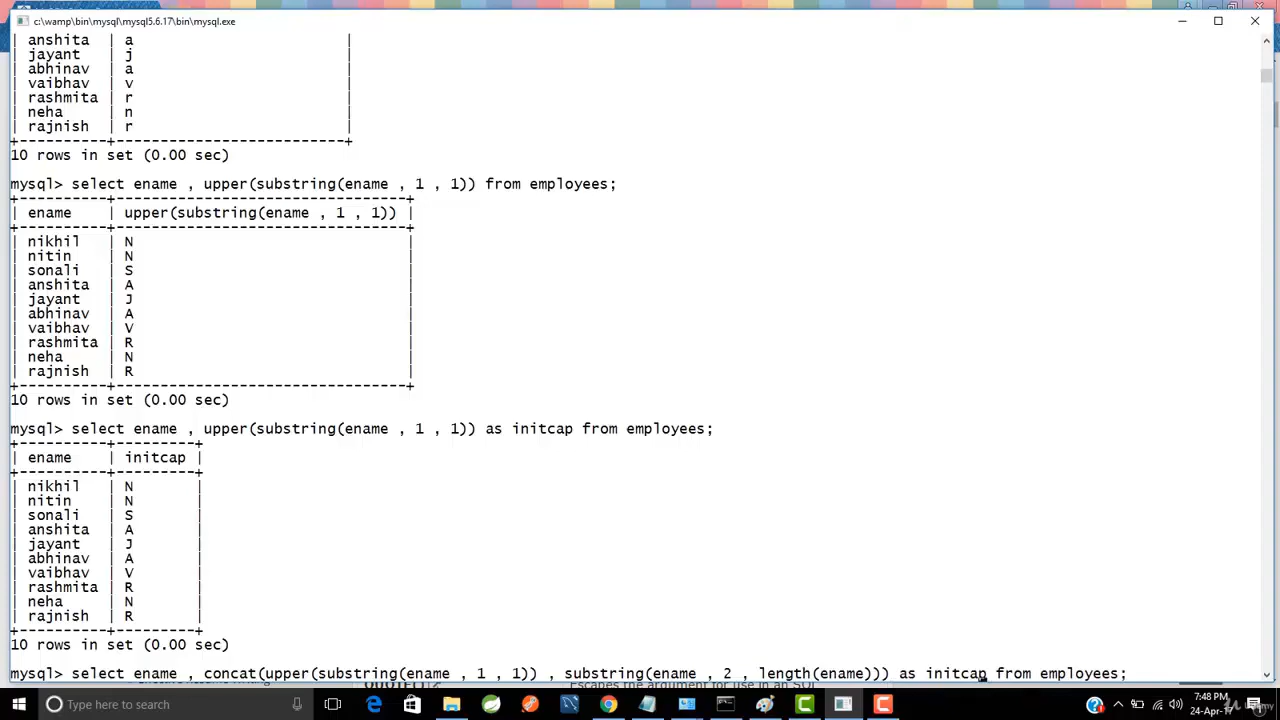 c:\wamp\bin\mysql\mysql5.6.17\bin\mysql.exe
| anshita  | a                           |
| jayant   | j                           |
| abhinav  | a                           |
| vaibhav  | v                           |
| rashmita | r                           |
| neha     | n                           |
| rajnish  | r                           |
+----------+-----------------------------+
10 rows in set (0.00 sec)
mysql> select ename , upper(substring(ename , 1 , 1)) from employees;
+----------+------------------------------------+
| ename    | upper(substring(ename , 1 , 1)) |
+----------+------------------------------------+
| nikhil   | N                                  |
| nitin    | N                                  |
| sonali   | S                                  |
| anshita  | A                                  |
| jayant   | J                                  |
| abhinav  | A                                  |
| vaibhav  | V                                  |
| rashmita | R                                  |
| neha     | N                                  |
| rajnish  | R                                  |
+----------+------------------------------------+
10 rows in set (0.00 sec)
mysql> select ename , upper(substring(ename , 1 , 1)) as initcap from employees;
+----------+---------+
| ename    | initcap |
+----------+---------+
| nikhil   | N       |
| nitin    | N       |
| sonali   | S       |
| anshita  | A       |
| jayant   | J       |
| abhinav  | A       |
| vaibhav  | V       |
| rashmita | R       |
| neha     | N       |
| rajnish  | R       |
+----------+---------+
10 rows in set (0.00 sec)
mysql> select ename , concat(upper(substring(ename , 1 , 1)) , substring(ename , 2 , length(ename))) as initcap from employees;
Type here to search
7:48 PM
24-Apr-
Udemy